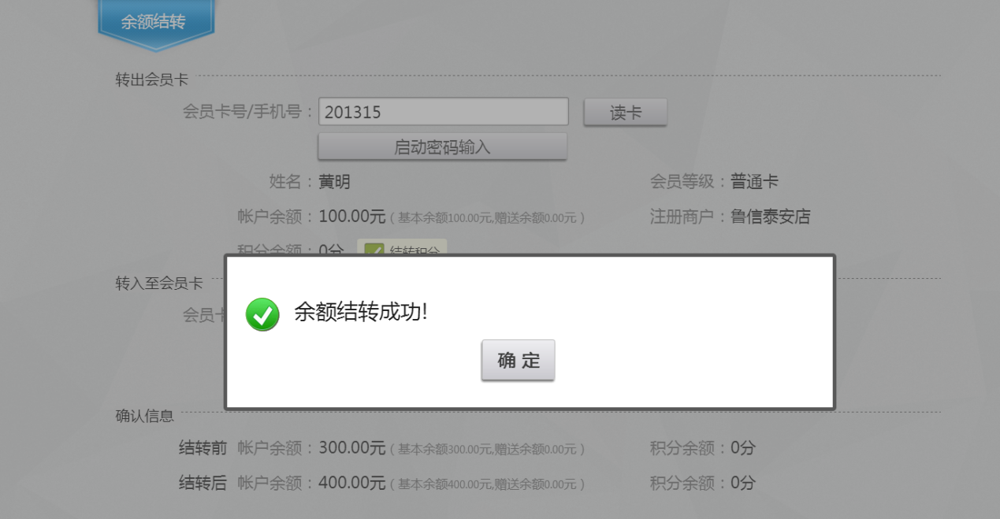 余额结转
转出会员卡
会员卡号/手机号： 201315 读卡
启动密码输入
姓名：黄明 会员等级：普通卡
帐户余额：100.00元（基本余额100.00元,赠送余额0.00元） 注册商户：鲁信泰安店
积分余额：0分 结转积分
转入至会员卡
会员卡
余额结转成功!
确 定
确认信息
结转前 帐户余额：300.00元（基本余额300.00元,赠送余额0.00元） 积分余额：0分
结转后 帐户余额：400.00元（基本余额400.00元,赠送余额0.00元） 积分余额：0分